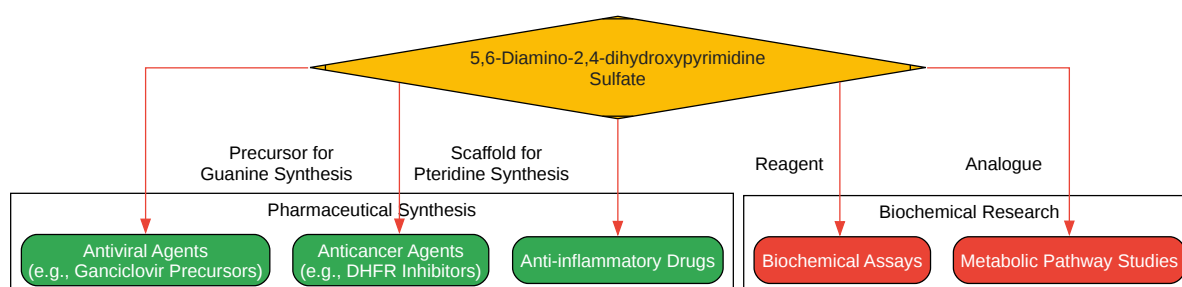 5,6-Diamino-2,4-dihydroxypyrimidine
Sulfate
Precursor for
Guanine Synthesis
Scaffold for
Pteridine Synthesis
Reagent
Analogue
Pharmaceutical Synthesis
Biochemical Research
Antiviral Agents
(e.g., Ganciclovir Precursors)
Anticancer Agents
(e.g., DHFR Inhibitors)
Anti-inflammatory Drugs
Biochemical Assays
Metabolic Pathway Studies